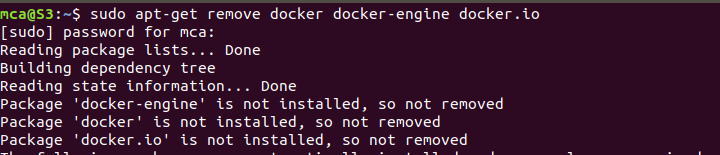 mca@S3:~$ sudo apt-get remove docker docker-engine docker.io
[sudo] password for mca:
Reading package lists... Done
Building dependency tree
Reading state information... Done
Package 'docker-engine' is not installed, so not removed
Package 'docker' is not installed, so not removed
Package 'docker.io' is not installed, so not removed